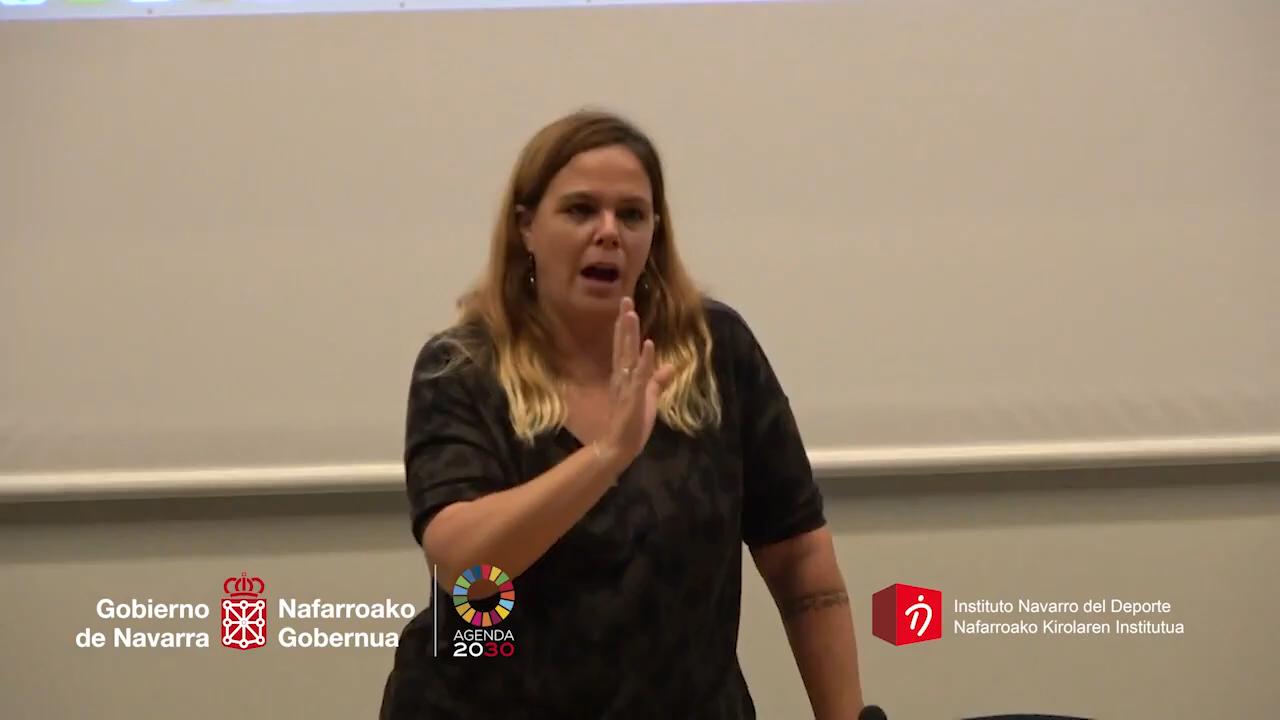 Gobierno
de Navarra
Nafarroako
Gobernua
AGENDA
2030
Instituto Navarro del Deporte
Nafarroako Kirolaren Institutua